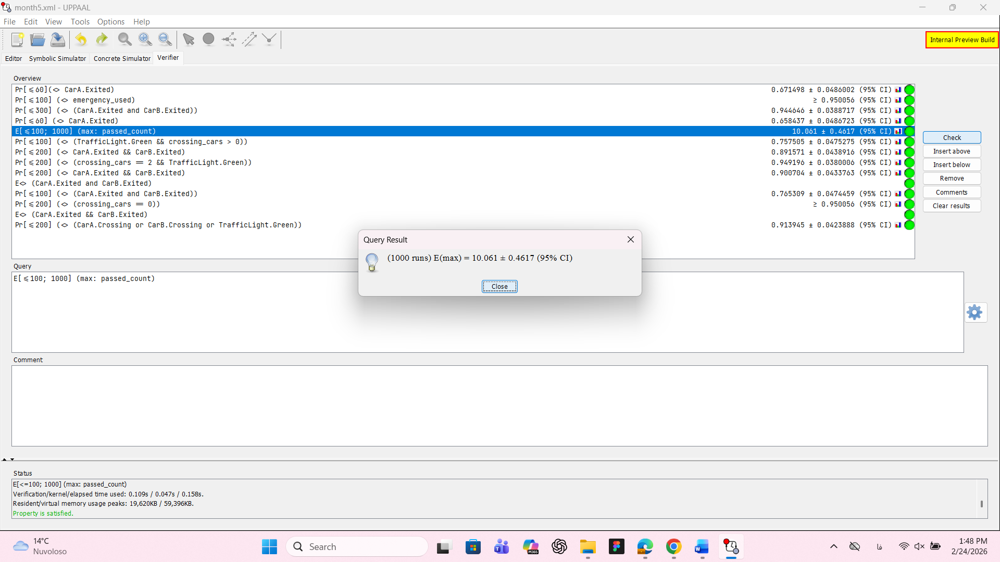 month5.xml - UPPAAL
File Edit View Tools Options Help
Internal Preview Build
Editor Symbolic Simulator Concrete Simulator Verifier
Overview
Pr[≤60](<> CarA.Exited) 0.671498 ± 0.0486002 (95% CI)
Pr[≤100] (<> emergency_used) ≥ 0.950056 (95% CI)
Pr[≤300] (<> (CarA.Exited and CarB.Exited)) 0.944646 ± 0.0388717 (95% CI)
Pr[≤60] (<> CarA.Exited) 0.658437 ± 0.0486723 (95% CI)
E[≤100; 1000] (max: passed_count) 10.061 ± 0.4617 (95% CI)
Pr[≤100] (<> (TrafficLight.Green && crossing_cars > 0)) 0.757505 ± 0.0475275 (95% CI)
Pr[≤200] (<> CarA.Exited && CarB.Exited) 0.891571 ± 0.0438916 (95% CI)
Pr[≤200] (<> (crossing_cars == 2 && TrafficLight.Green)) 0.949196 ± 0.0380006 (95% CI)
Pr[≤200] (<> CarA.Exited && CarB.Exited) 0.900704 ± 0.0433763 (95% CI)
E<> (CarA.Exited and CarB.Exited)
Pr[≤100] (<> (CarA.Exited and CarB.Exited)) 0.765309 ± 0.0474459 (95% CI)
Pr[≤200] (<> (crossing_cars == 0)) ≥ 0.950056 (95% CI)
E<> (CarA.Exited && CarB.Exited)
Pr[≤200] (<> (CarA.Crossing or CarB.Crossing or TrafficLight.Green)) 0.913945 ± 0.0423888 (95% CI)
Check
Insert above
Insert below
Remove
Comments
Clear results
Query Result
(1000 runs) E(max) = 10.061 ± 0.4617 (95% CI)
Close
Query
E[≤100; 1000] (max: passed_count)
Comment
Status
E[<=100; 1000] (max: passed_count)
Verification/kernel/elapsed time used: 0.109s / 0.047s / 0.158s.
Resident/virtual memory usage peaks: 19,620KB / 59,396KB.
Property is satisfied.
14°C
Nuvoloso
Search
M365
فا
1:48 PM
2/24/2026